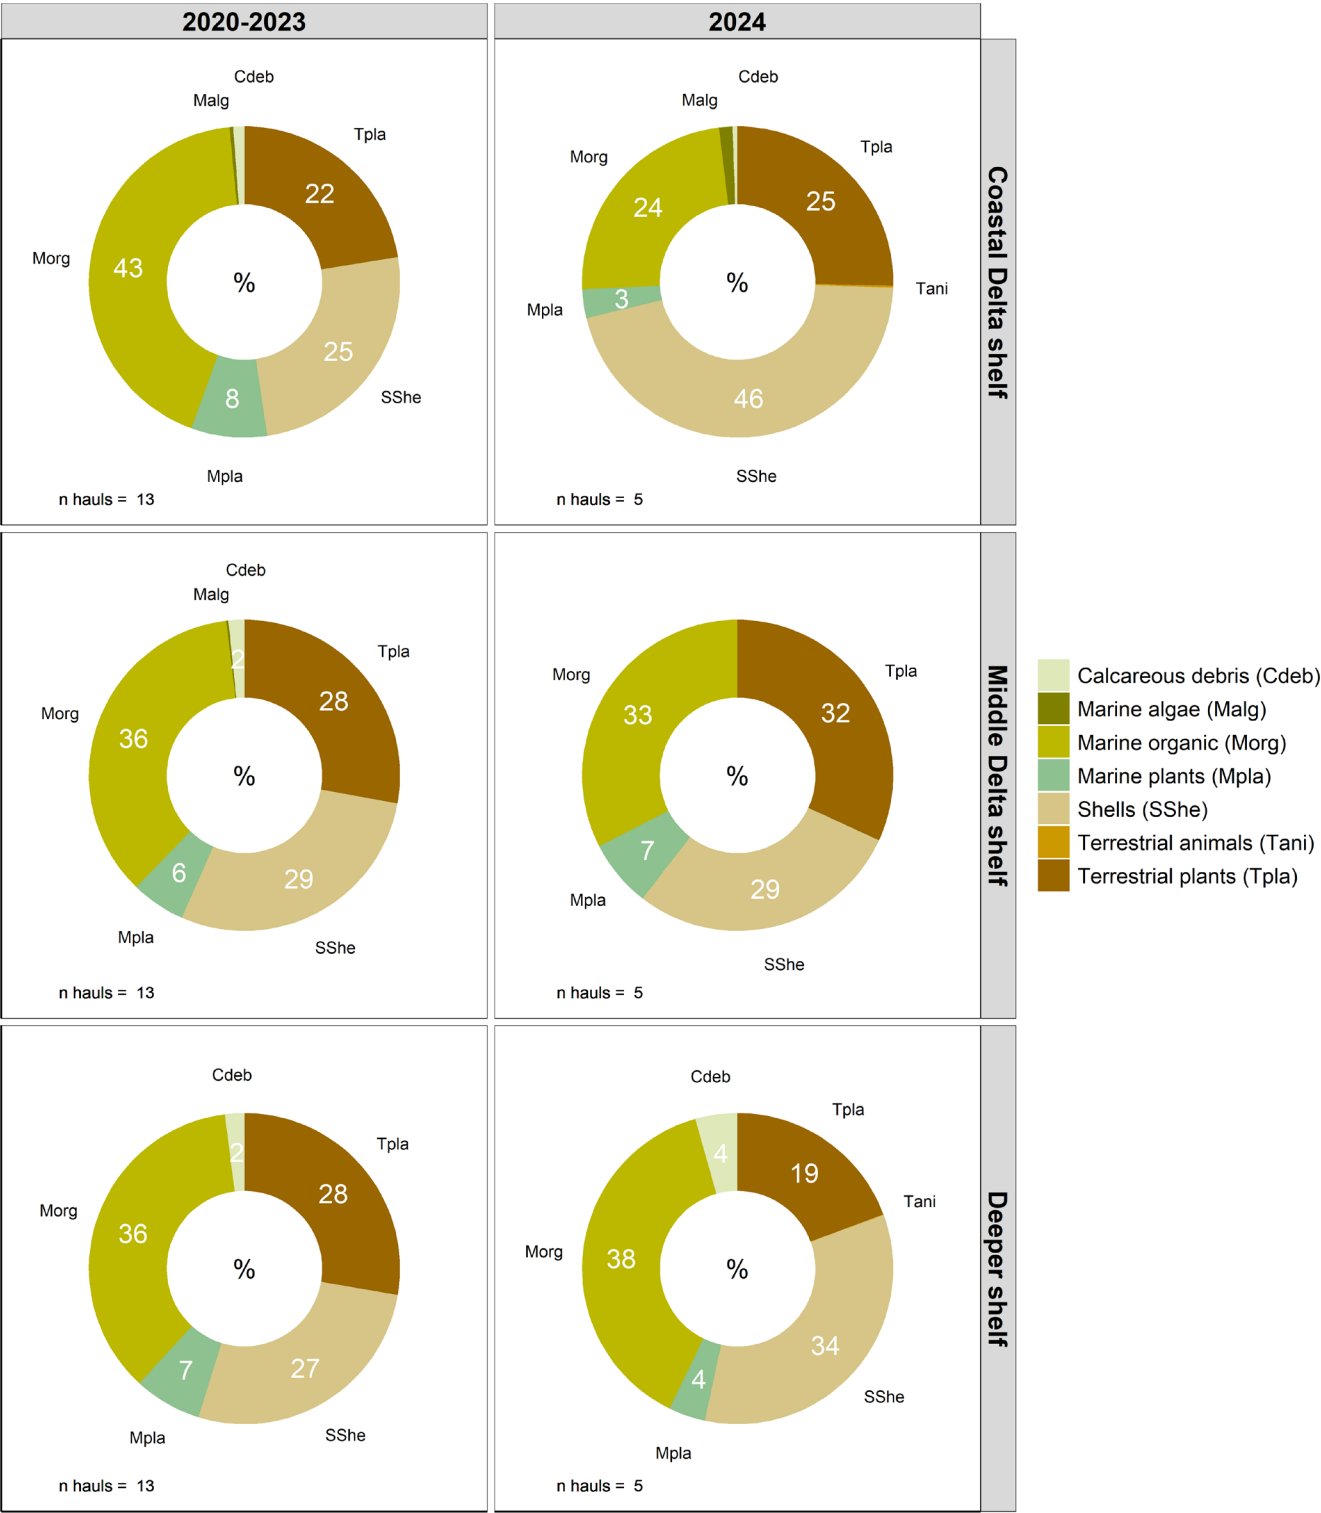 2020-2023
2024
Cdeb
Malg
Tpla
22
Morg
43
%
25
SShe
8
Mpla
n hauls = 13
Cdeb
Malg
Tpla
Morg
24
25
%
Tani
Mpla
3
46
SShe
n hauls = 5
Coastal Delta shelf
Cdeb
Malg
2
Tpla
28
Morg
36
%
6
29
Mpla
SShe
n hauls = 13
Morg
Tpla
33
32
%
7
29
Mpla
SShe
n hauls = 5
Middle Delta shelf
Calcareous debris (Cdeb)
Marine algae (Malg)
Marine organic (Morg)
Marine plants (Mpla)
Shells (SShe)
Terrestrial animals (Tani)
Terrestrial plants (Tpla)
Cdeb
2
Tpla
28
Morg
36
%
7
27
Mpla
SShe
n hauls = 13
Cdeb
4
Tpla
19
Tani
Morg
38
%
34
4
SShe
Mpla
n hauls = 5
Deeper shelf